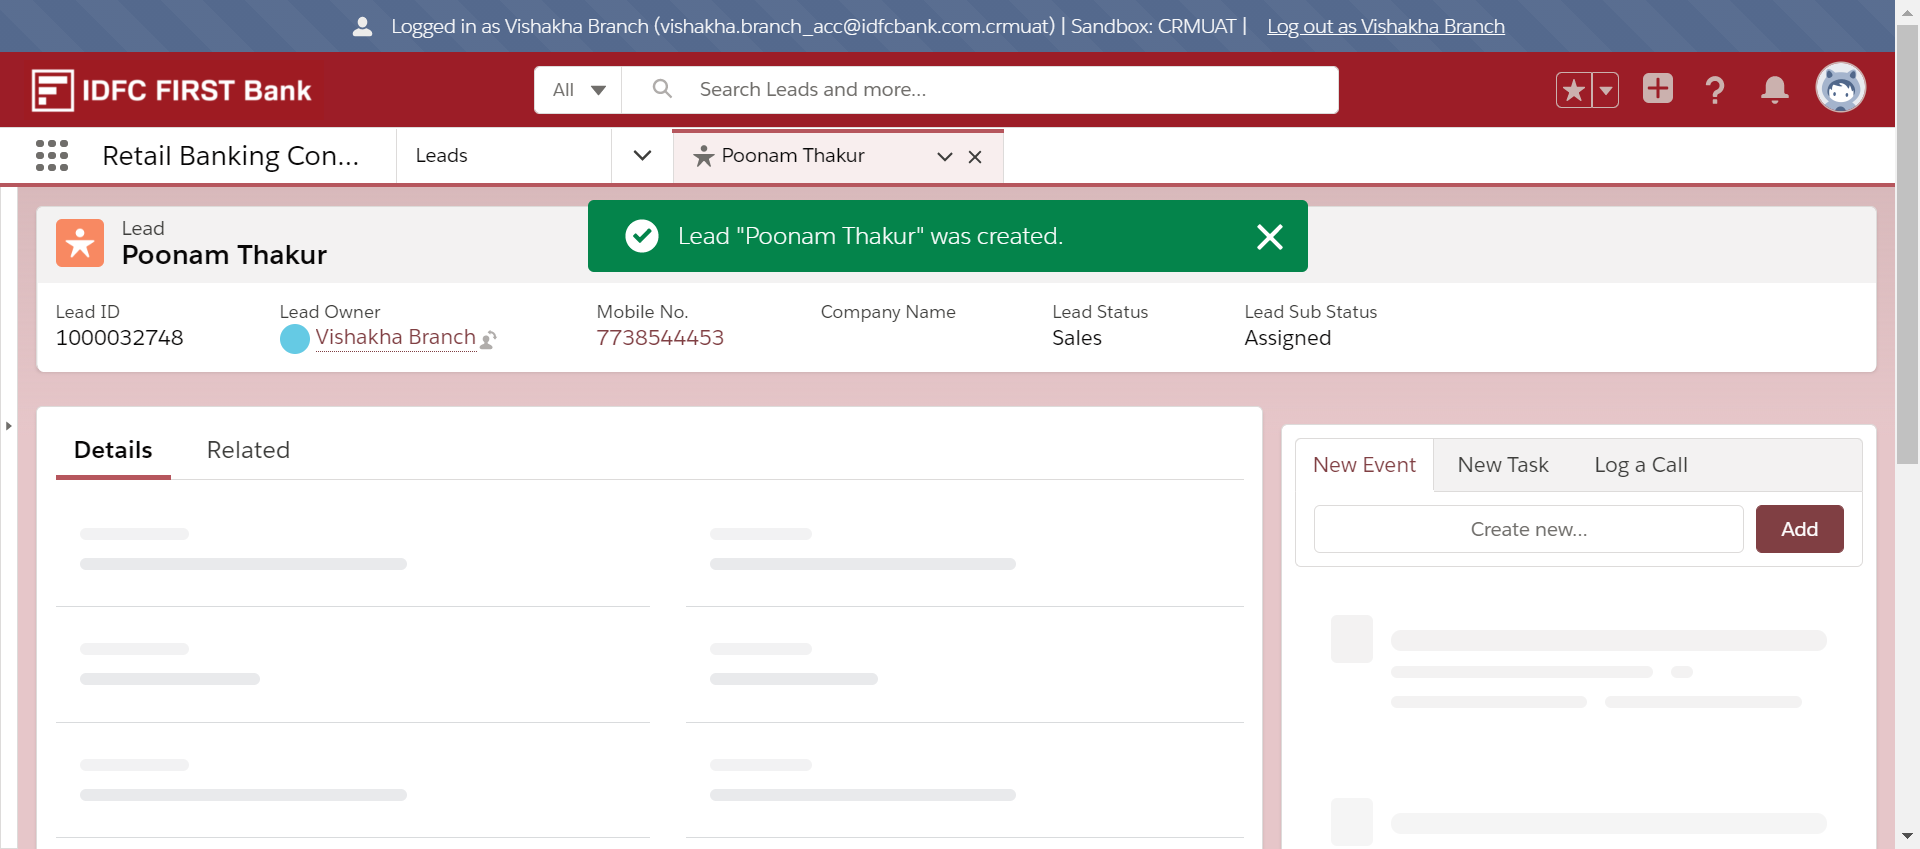 Logged in as Vishakha Branch (vishakha.branch_acc@idfcbank.com.crmuat) | Sandbox: CRMUAT | Log out as Vishakha Branch
IDFC FIRST Bank
All
Search Leads and more...
Retail Banking Con...
Leads
Poonam Thakur
Lead
Poonam Thakur
Lead "Poonam Thakur" was created.
Lead ID
1000032748
Lead Owner
Vishakha Branch
Mobile No.
7738544453
Company Name
Lead Status
Sales
Lead Sub Status
Assigned
Details
Related
New Event
New Task
Log a Call
Create new...
Add